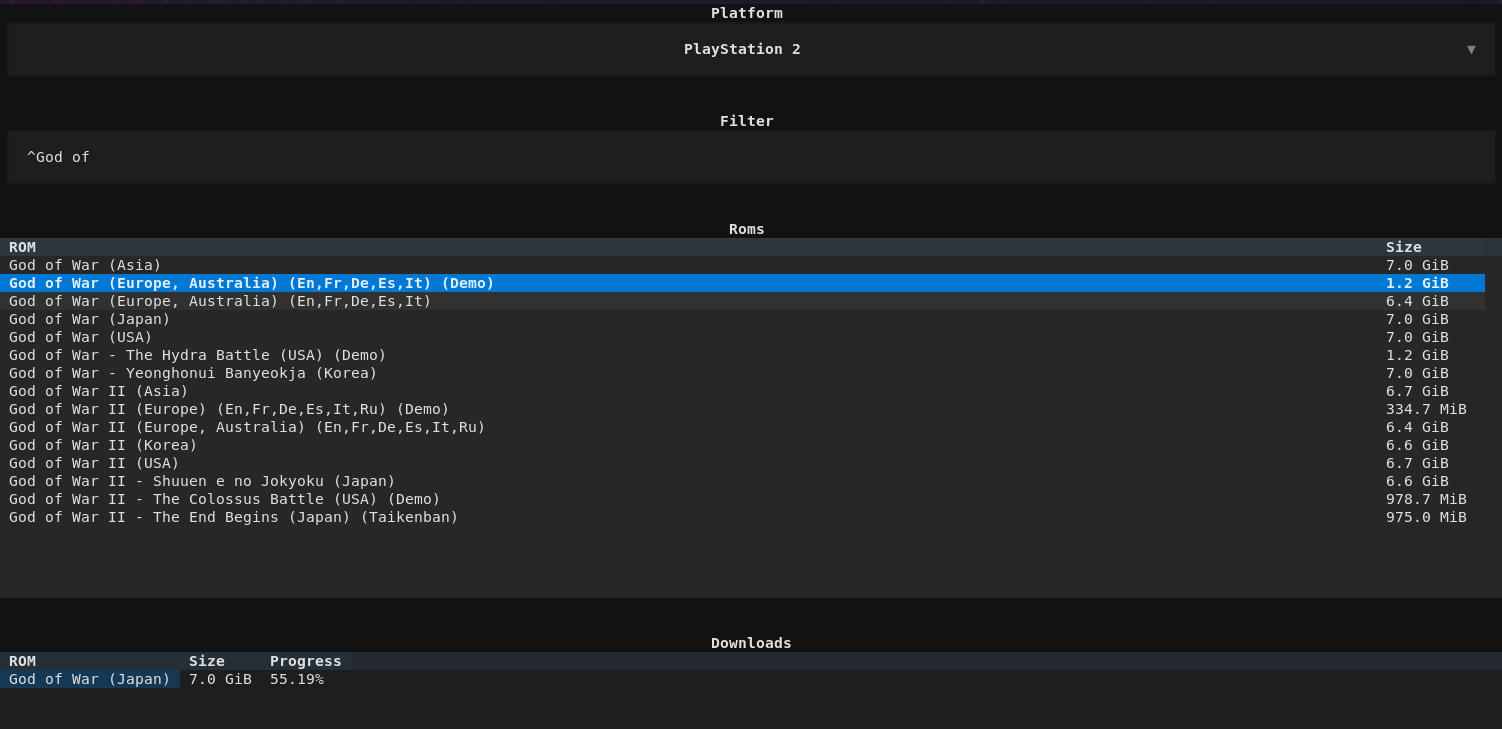 Platform
PlayStation 2 ▼
Filter
^God of
Roms
ROM Size
God of War (Asia) 7.0 GiB
God of War (Europe, Australia) (En,Fr,De,Es,It) (Demo) 1.2 GiB
God of War (Europe, Australia) (En,Fr,De,Es,It) 6.4 GiB
God of War (Japan) 7.0 GiB
God of War (USA) 7.0 GiB
God of War - The Hydra Battle (USA) (Demo) 1.2 GiB
God of War - Yeonghonui Banyeokja (Korea) 7.0 GiB
God of War II (Asia) 6.7 GiB
God of War II (Europe) (En,Fr,De,Es,It,Ru) (Demo) 334.7 MiB
God of War II (Europe, Australia) (En,Fr,De,Es,It,Ru) 6.4 GiB
God of War II (Korea) 6.6 GiB
God of War II (USA) 6.7 GiB
God of War II - Shuuen e no Jokyoku (Japan) 6.6 GiB
God of War II - The Colossus Battle (USA) (Demo) 978.7 MiB
God of War II - The End Begins (Japan) (Taikenban) 975.0 MiB
Downloads
ROM Size Progress
God of War (Japan) 7.0 GiB 55.19%